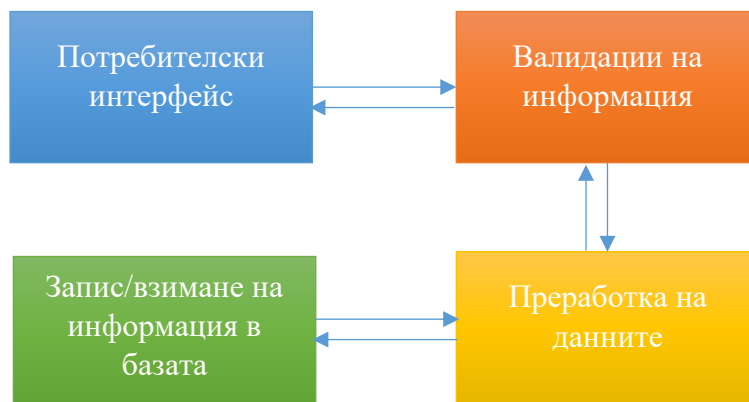 Потребителски
интерфейс
Валидации на
информация
Запис/взимане на
информация в
базата
Преработка на
данните